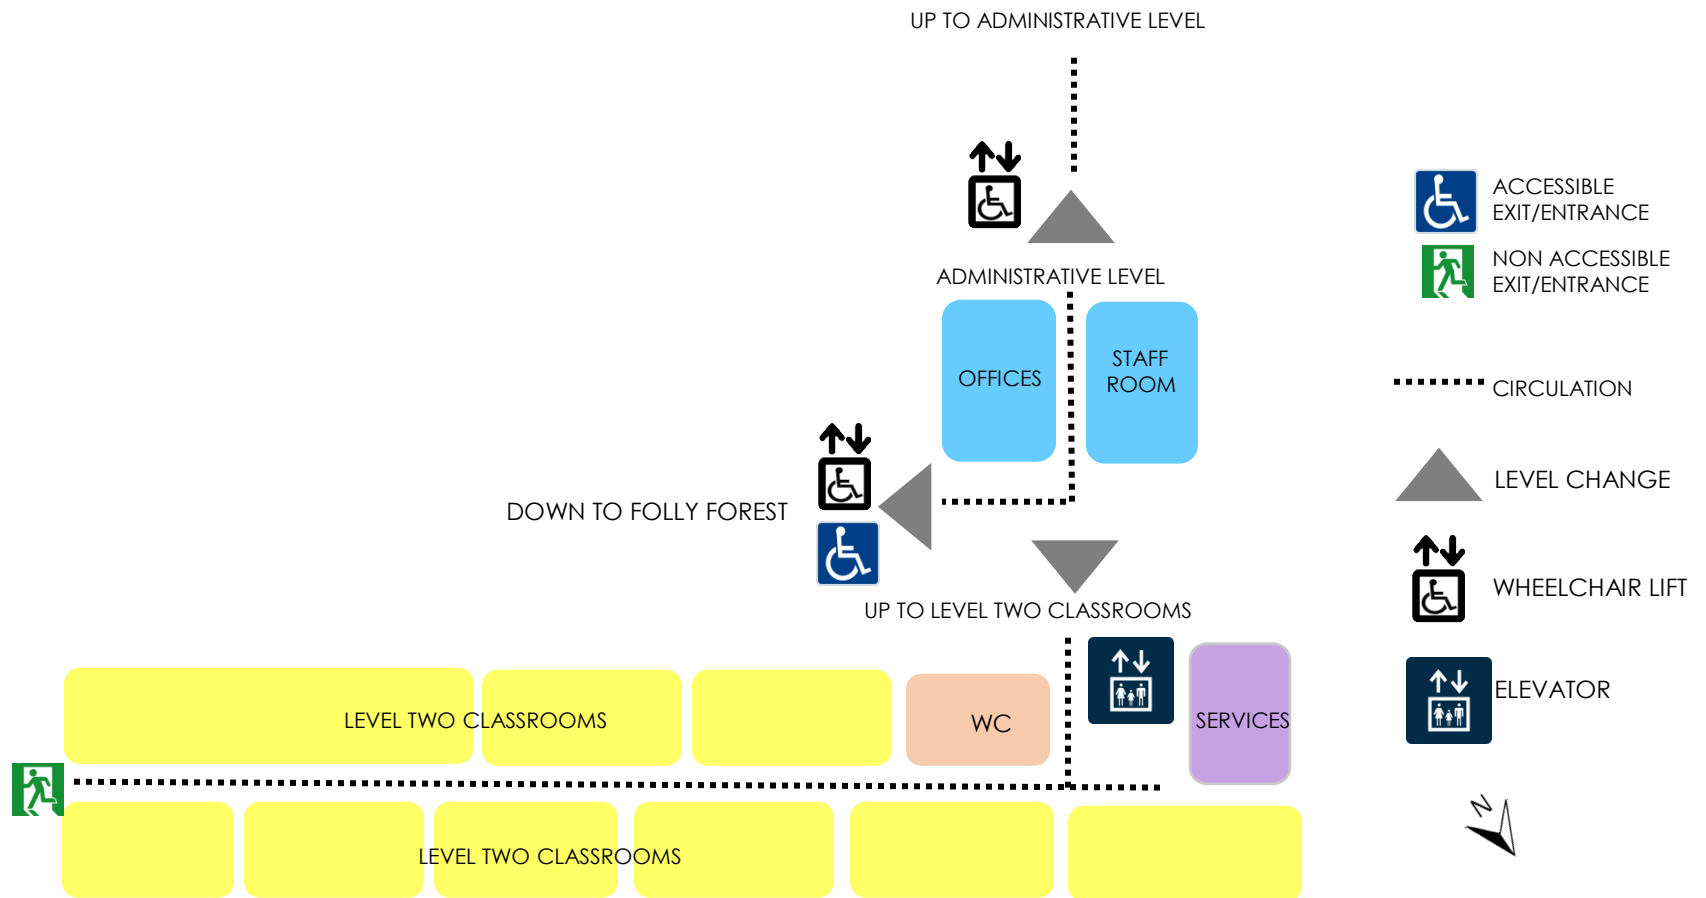 UP TO ADMINISTRATIVE LEVEL
ACCESSIBLE
EXIT/ENTRANCE
NON ACCESSIBLE
EXIT/ENTRANCE
ADMINISTRATIVE LEVEL
OFFICES
STAFF
ROOM
CIRCULATION
LEVEL CHANGE
DOWN TO FOLLY FOREST
WHEELCHAIR LIFT
UP TO LEVEL TWO CLASSROOMS
ELEVATOR
LEVEL TWO CLASSROOMS
WC
SERVICES
N
LEVEL TWO CLASSROOMS